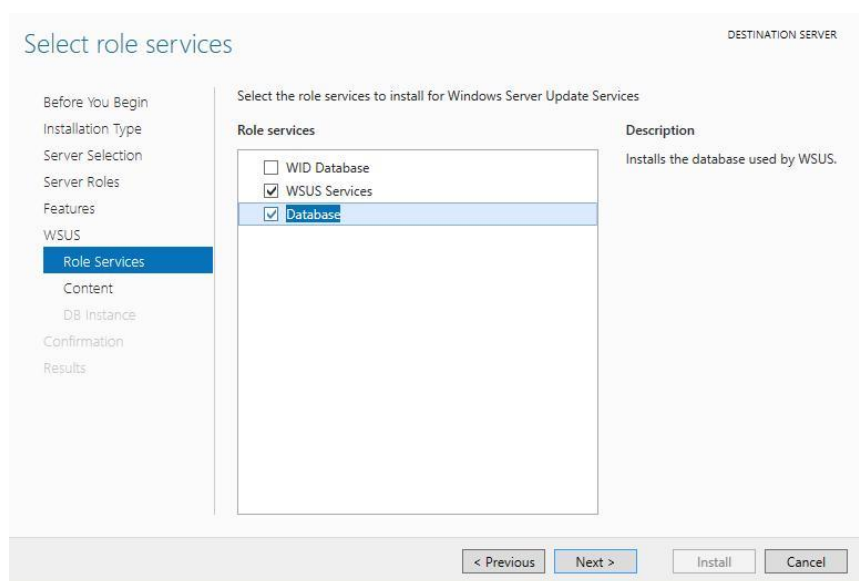 Select role services
DESTINATION SERVER
Before You Begin
Installation Type
Server Selection
Server Roles
Features
WSUS
Role Services
Content
DB Instance
Confirmation
Results
Select the role services to install for Windows Server Update Services
Role services
WID Database
WSUS Services
Database
Description
Installs the database used by WSUS.
< Previous
Next >
Install
Cancel